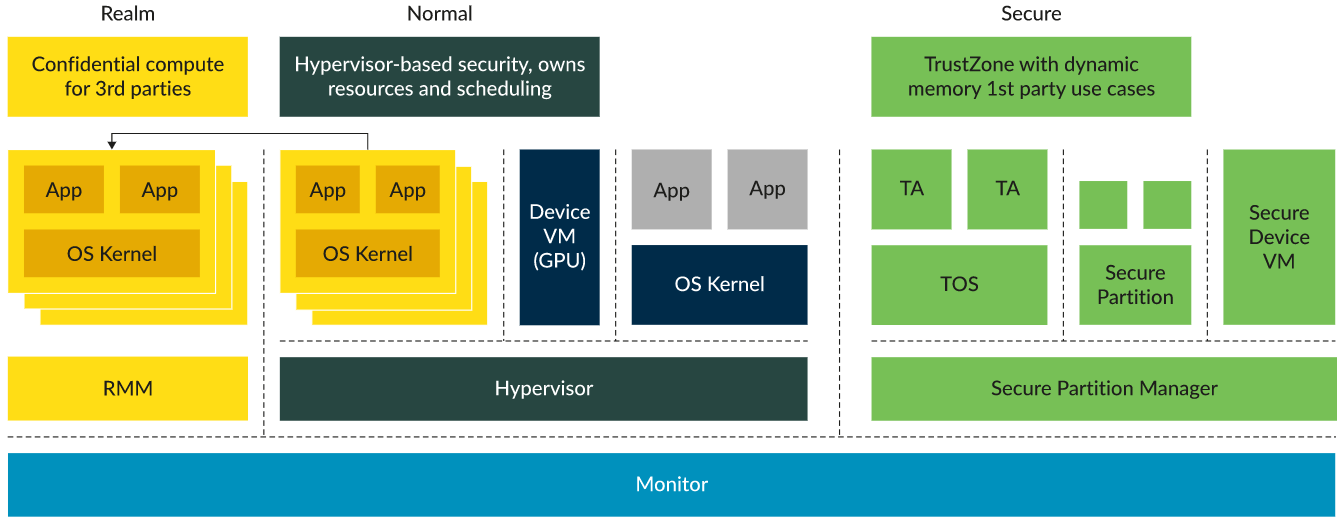 Realm
Normal
Secure
Confidential compute
for 3rd parties
Hypervisor-based security, owns
resources and scheduling
TrustZone with dynamic
memory 1st party use cases
App
App
OS Kernel
App
App
OS Kernel
Device
VM
(GPU)
App
App
OS Kernel
TA
TA
TOS
Secure
Partition
Secure
Device
VM
RMM
Hypervisor
Secure Partition Manager
Monitor